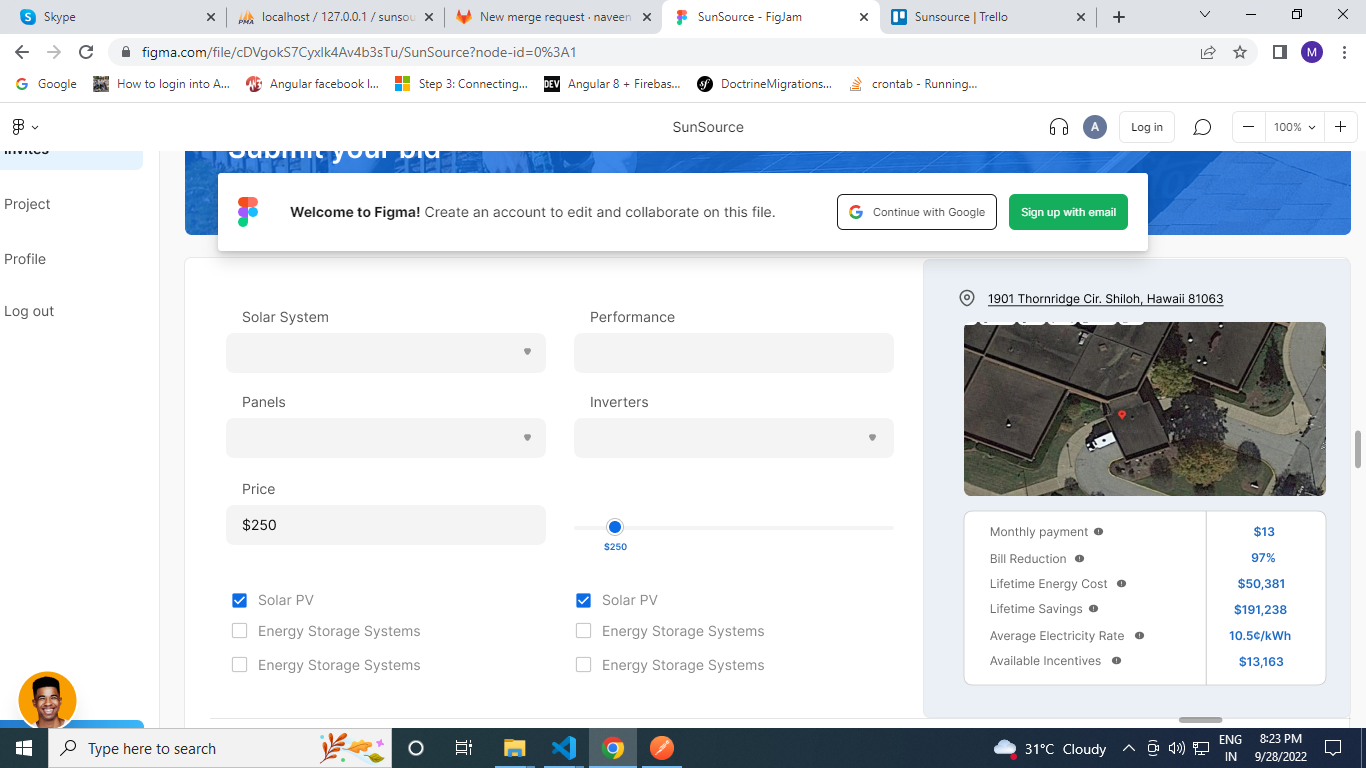 Skype
localhost / 127.0.0.1 / sunsou
New merge request · naveen
SunSource - FigJam
Sunsource | Trello
figma.com/file/cDVgokS7Cyxlk4Av4b3sTu/SunSource?node-id=0%3A1
M
Google
How to login into A...
Angular facebook l...
Step 3: Connecting...
DEV
Angular 8 + Firebas...
DoctrineMigrations...
crontab - Running...
SunSource
A
Log in
100%
Invites
Submit your bid
Welcome to Figma! Create an account to edit and collaborate on this file.
Continue with Google
Sign up with email
Project
Profile
Log out
Solar System
Performance
Panels
Inverters
Price
$250
$250
Solar PV
Solar PV
Energy Storage Systems
Energy Storage Systems
Energy Storage Systems
Energy Storage Systems
1901 Thornridge Cir. Shiloh, Hawaii 81063
Monthly payment $13
Bill Reduction 97%
Lifetime Energy Cost $50,381
Lifetime Savings $191,238
Average Electricity Rate 10.5¢/kWh
Available Incentives $13,163
Type here to search
31°C Cloudy
ENG
IN
8:23 PM
9/28/2022